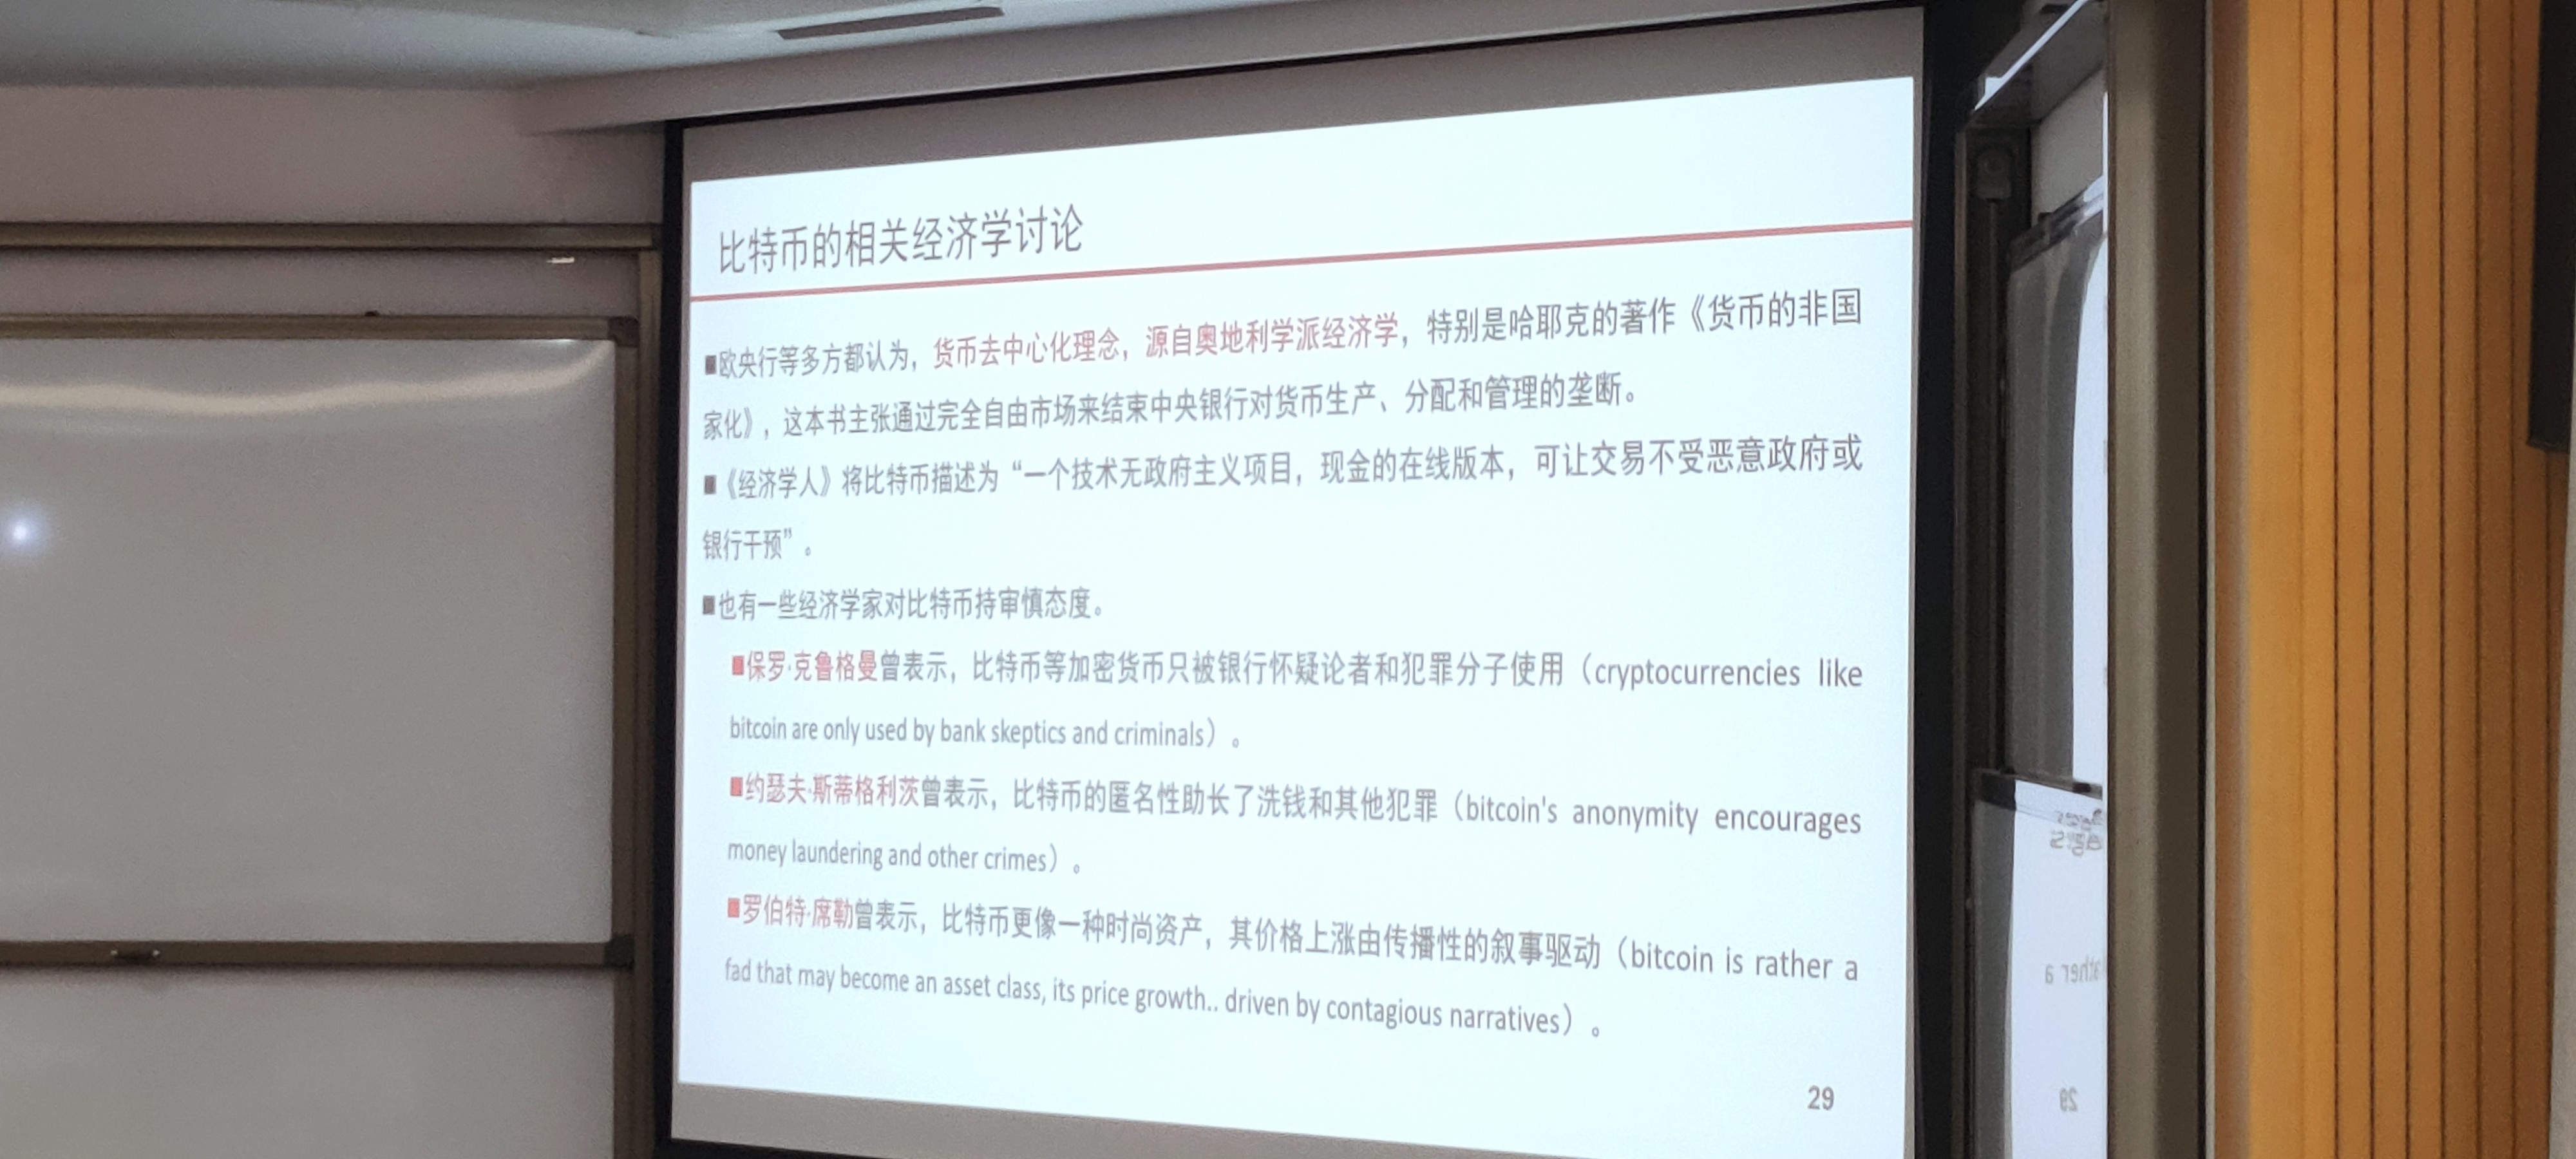 比特币的相关经济学讨论
■欧央行等多方都认为，货币去中心化理念，源自奥地利学派经济学，特别是哈耶克的著作《货币的非国
家化》，这本书主张通过完全自由市场来结束中央银行对货币生产、分配和管理的垄断。
■《经济学人》将比特币描述为“一个技术无政府主义项目，现金的在线版本，可让交易不受恶意政府或
银行干预”。
■也有一些经济学家对比特币持审慎态度。
■保罗·克鲁格曼曾表示，比特币等加密货币只被银行怀疑论者和犯罪分子使用（cryptocurrencies like
bitcoin are only used by bank skeptics and criminals）。
■约瑟夫·斯蒂格利茨曾表示，比特币的匿名性助长了洗钱和其他犯罪（bitcoin's anonymity encourages
money laundering and other crimes）。
■罗伯特·席勒曾表示，比特币更像一种时尚资产，其价格上涨由传播性的叙事驱动（bitcoin is rather a
fad that may become an asset class, its price growth.. driven by contagious narratives）。
29